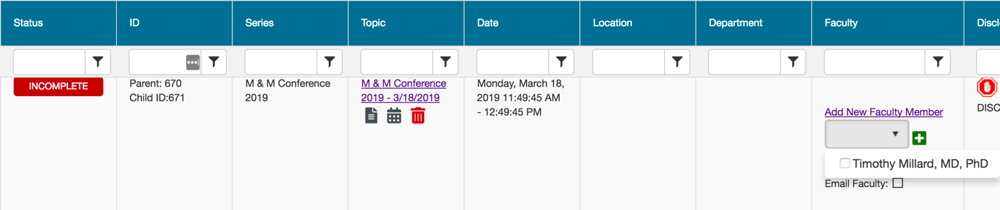 Status
ID
Series
Topic
Date
Location
Department
Faculty
Discl
INCOMPLETE
Parent: 670
Child ID:671
M & M Conference
2019
M & M Conference
2019 - 3/18/2019
Monday, March 18,
2019 11:49:45 AM
- 12:49:45 PM
Add New Faculty Member
Timothy Millard, MD, PhD
Email Faculty:
DISC